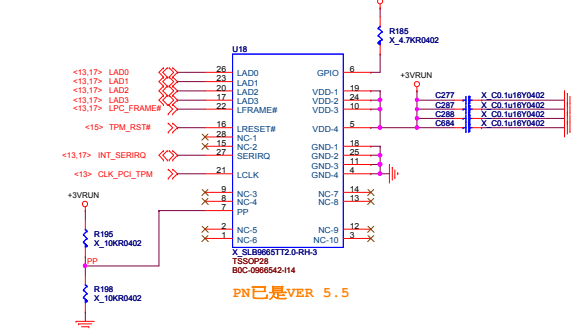 R185
X_4.7KR0402
U18
<13,17> LAD0 26 LAD0 GPIO 6
<13,17> LAD1 23 LAD1
<13,17> LAD2 20 LAD2 VDD-1 19
<13,17> LAD3 17 LAD3 VDD-2 24
<13,17> LPC_FRAME# 22 LFRAME# VDD-3 10
+3VRUN
C277 X_C0.1u16Y0402
C287 X_C0.1u16Y0402
C288 X_C0.1u16Y0402
C684 X_C0.1u16Y0402
<15> TPM_RST# 16 LRESET# VDD-4 5
28 NC-1
15 NC-2 GND-1 18
<13,17> INT_SERIRQ 27 SERIRQ GND-2 25
GND-3 11
<13> CLK_PCI_TPM 21 LCLK GND-4 4
+3VRUN
9 NC-3 NC-7 14
8 NC-4 NC-8 13
7 PP
R195
X_10KR0402
2 NC-5 NC-9 12
1 NC-6 NC-10 3
PP
X_SLB9665TT2.0-RH-3
TSSOP28
B0C-0966542-I14
R198
X_10KR0402
PN已是VER 5.5